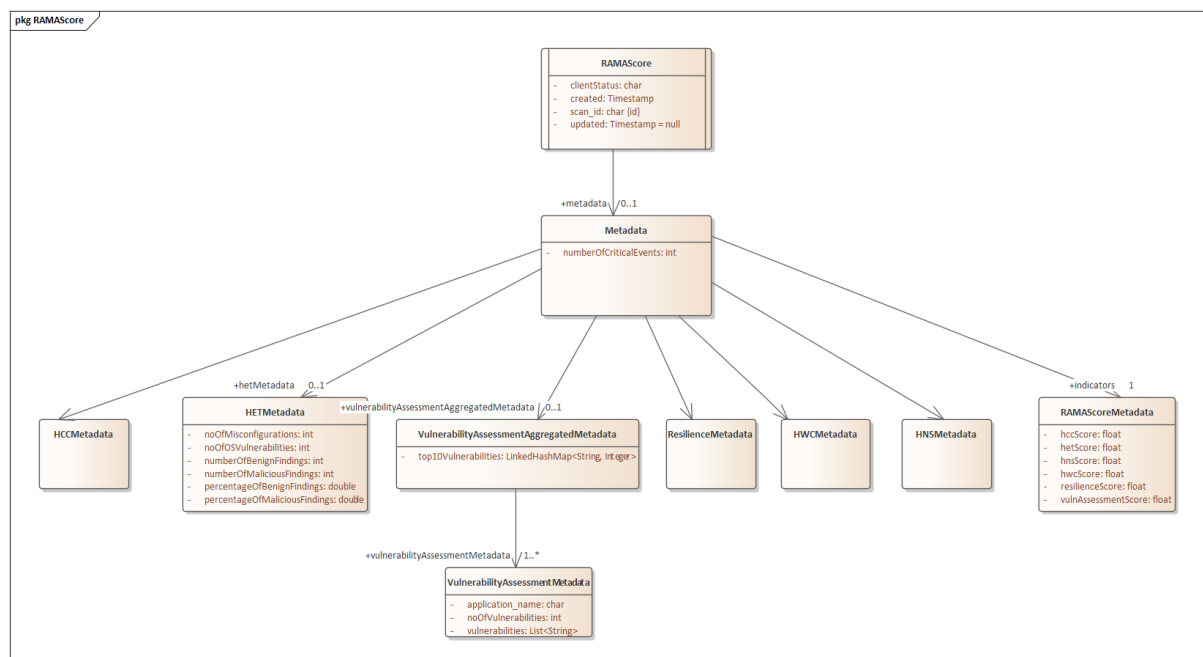 pkg RAMAScore
RAMAScore
- clientStatus: char
- created: Timestamp
- scan_id: char {id}
- updated: Timestamp = null
+metadata 0..1
Metadata
- numberOfCriticalEvents: int
+hetMetadata 0..1
+vulnerabilityAssessmentAggregatedMetadata 0..1
+indicators 1
HCCMetadata
HETMetadata
- noOfMisconfigurations: int
- noOfOSVulnerabilities: int
- numberOfBenignFindings: int
- numberOfMaliciousFindings: int
- percentageOfBenignFindings: double
- percentageOfMaliciousFindings: double
VulnerabilityAssessmentAggregatedMetadata
- top10Vulnerabilities: LinkedHashMap<String, Integer>
ResilienceMetadata
HWCMetadata
HNSMetadata
RAMAScoreMetadata
- hccScore: float
- hetScore: float
- hnsScore: float
- hwcScore: float
- resilienceScore: float
- vulnAssessmentScore: float
+vulnerabilityAssessmentMetadata 1..*
VulnerabilityAssessmentMetadata
- application_name: char
- noOfVulnerabilities: int
- vulnerabilities: List<String>